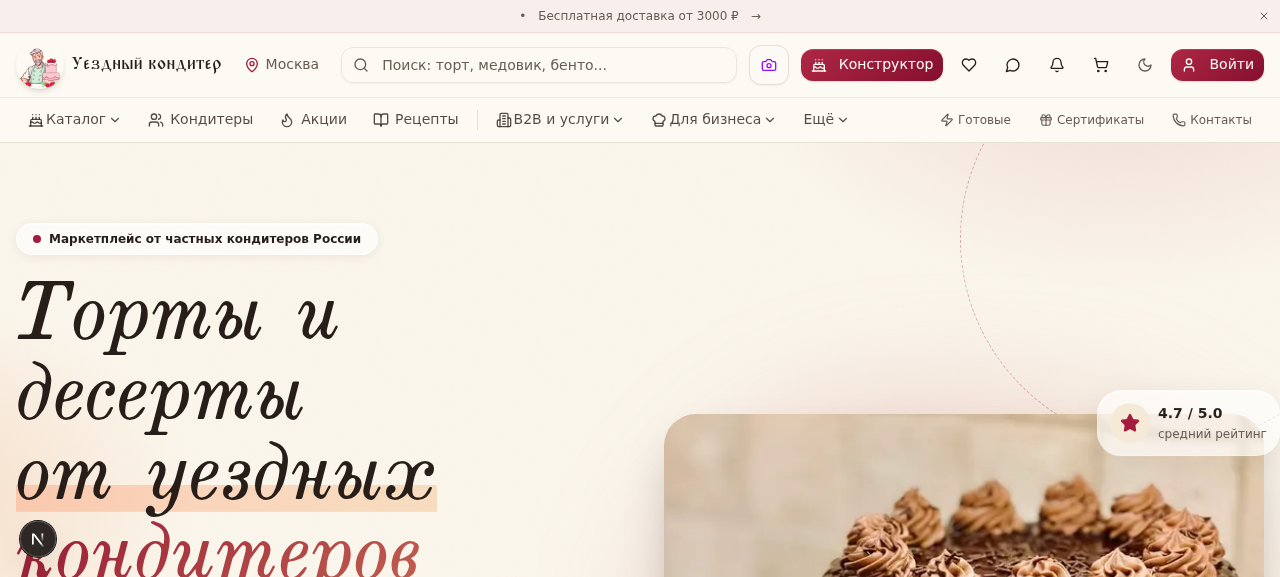 • Бесплатная доставка от 3000 ₽ →
Уездный кондитер
Москва
Поиск: торт, медовик, бенто...
Конструктор
Войти
Каталог
Кондитеры
Акции
Рецепты
B2B и услуги
Для бизнеса
Ещё
Готовые
Сертификаты
Контакты
Маркетплейс от частных кондитеров России
Торты и
десерты
от уездных
кондитеров
4.7 / 5.0
средний рейтинг
N